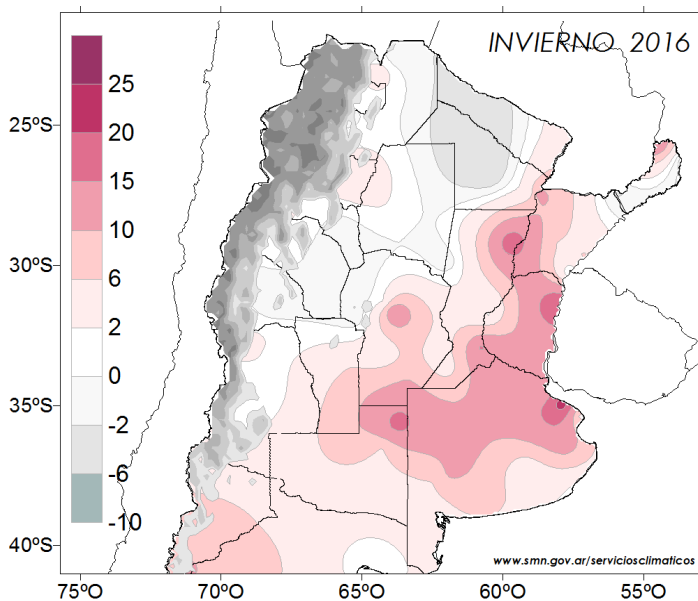 INVIERNO 2016
25
20
15
10
6
2
0
-2
-6
-10
25ºS
30ºS
35ºS
40ºS
75ºO
70ºO
65ºO
60ºO
55ºO
www.smn.gov.ar/serviciosclimaticos